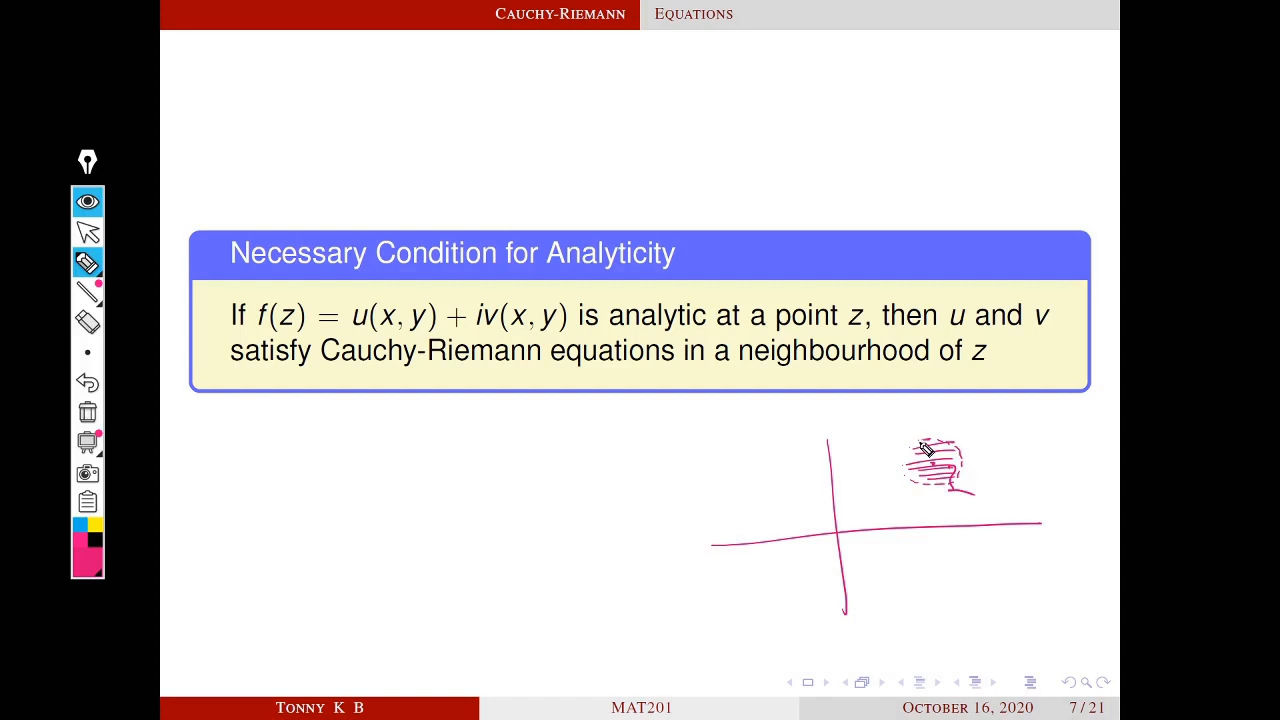 CAUCHY-RIEMANN EQUATIONS
Necessary Condition for Analyticity
If f(z) = u(x, y) + iv(x, y) is analytic at a point z, then u and v
satisfy Cauchy-Riemann equations in a neighbourhood of z
TONNY K B MAT201 OCTOBER 16, 2020 7 / 21